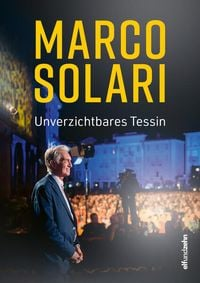 MARCO
SOLARI
Unverzichtbares Tessin
elfundzehn